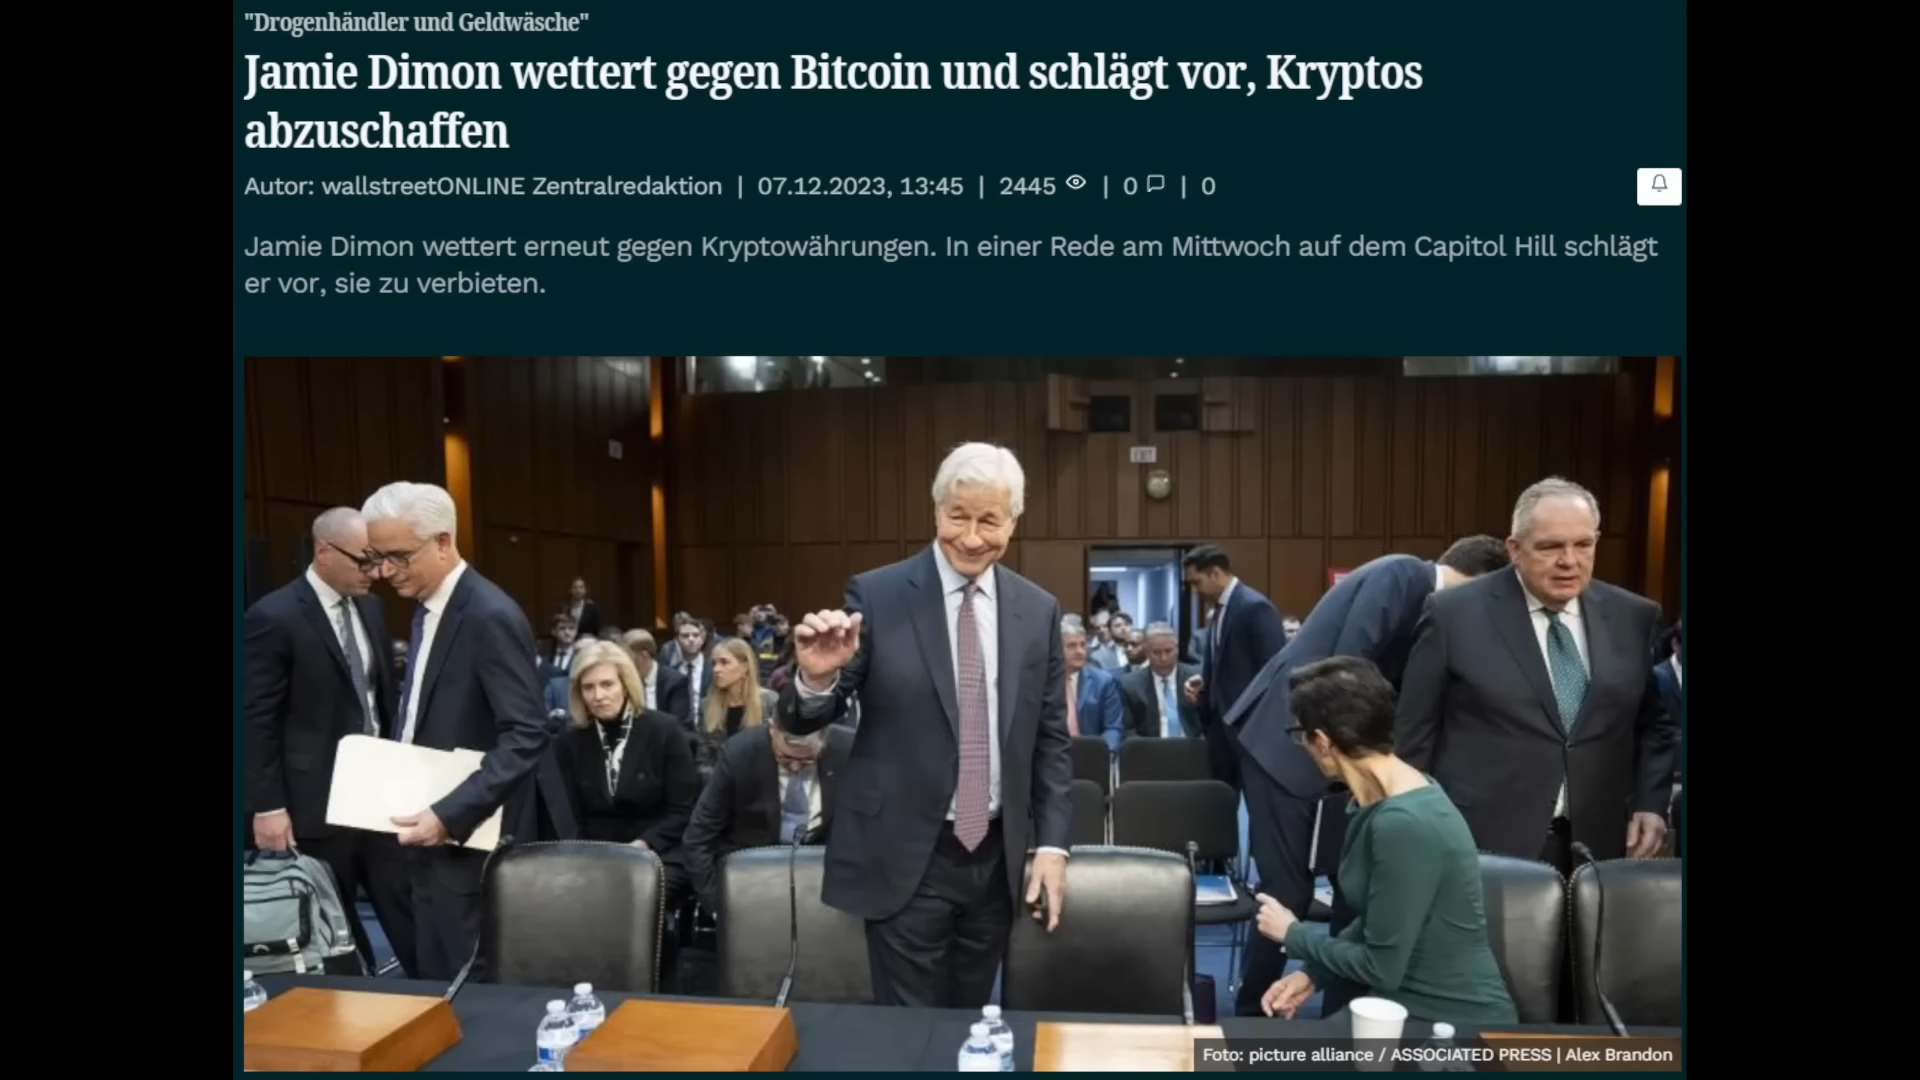 "Drogenhändler und Geldwäsche"
Jamie Dimon wettert gegen Bitcoin und schlägt vor, Kryptos
abzuschaffen
Autor: wallstreetONLINE Zentralredaktion | 07.12.2023, 13:45 | 2445 | 0 | 0
Jamie Dimon wettert erneut gegen Kryptowährungen. In einer Rede am Mittwoch auf dem Capitol Hill schlägt
er vor, sie zu verbieten.
EXIT
Foto: picture alliance / ASSOCIATED PRESS | Alex Brandon